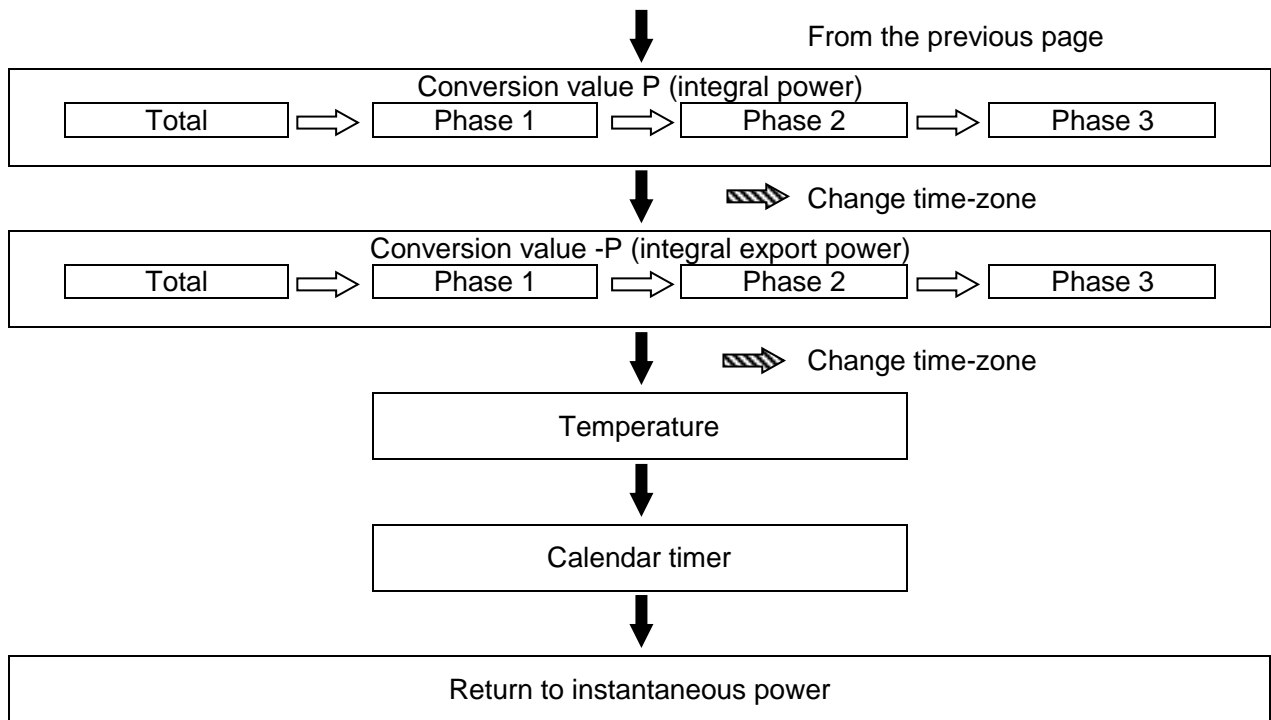 From the previous page
Conversion value P (integral power)
Total Phase 1 Phase 2 Phase 3
Change time-zone
Conversion value -P (integral export power)
Total Phase 1 Phase 2 Phase 3
Change time-zone
Temperature
Calendar timer
Return to instantaneous power